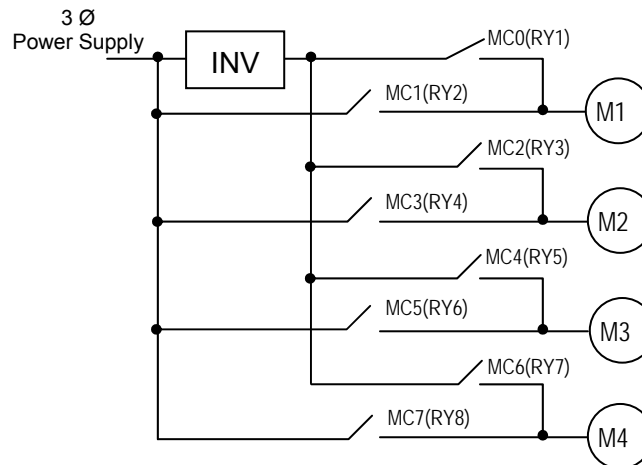 3 Ø
Power Supply
INV
MC0(RY1)
MC1(RY2)
M1
MC2(RY3)
MC3(RY4)
M2
MC4(RY5)
MC5(RY6)
M3
MC6(RY7)
MC7(RY8)
M4